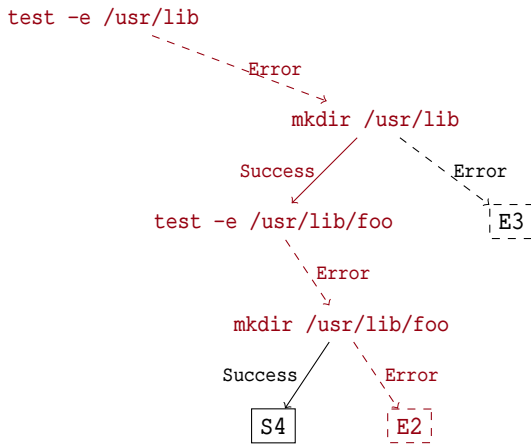 test -e /usr/lib
Error
mkdir /usr/lib
Success
Error
test -e /usr/lib/foo
E3
Error
mkdir /usr/lib/foo
Success
Error
S4
E2